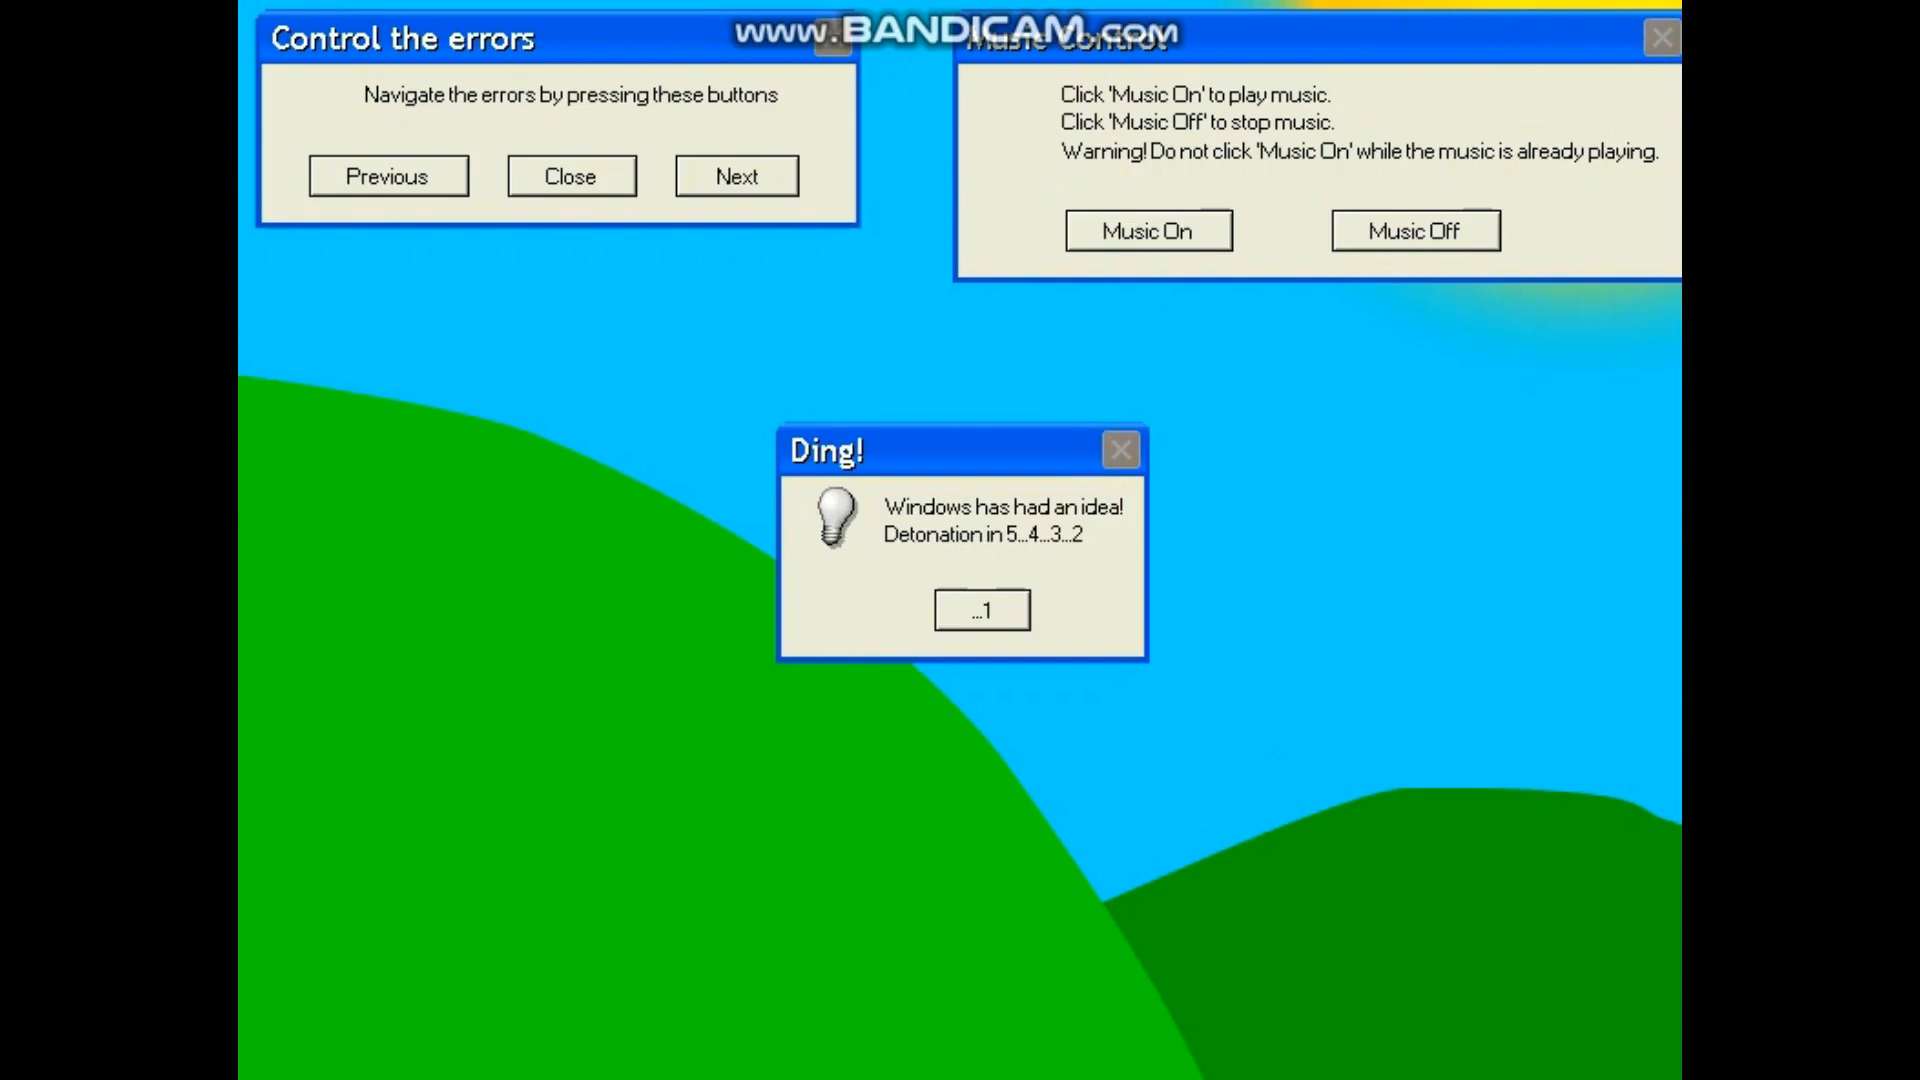 www.BANDICAM.com
Control the errors
Navigate the errors by pressing these buttons
Previous
Close
Next
Music Control
Click 'Music On' to play music.
Click 'Music Off' to stop music.
Warning! Do not click 'Music On' while the music is already playing.
Music On
Music Off
Ding!
Windows has had an idea!
Detonation in 5...4...3...2
...1